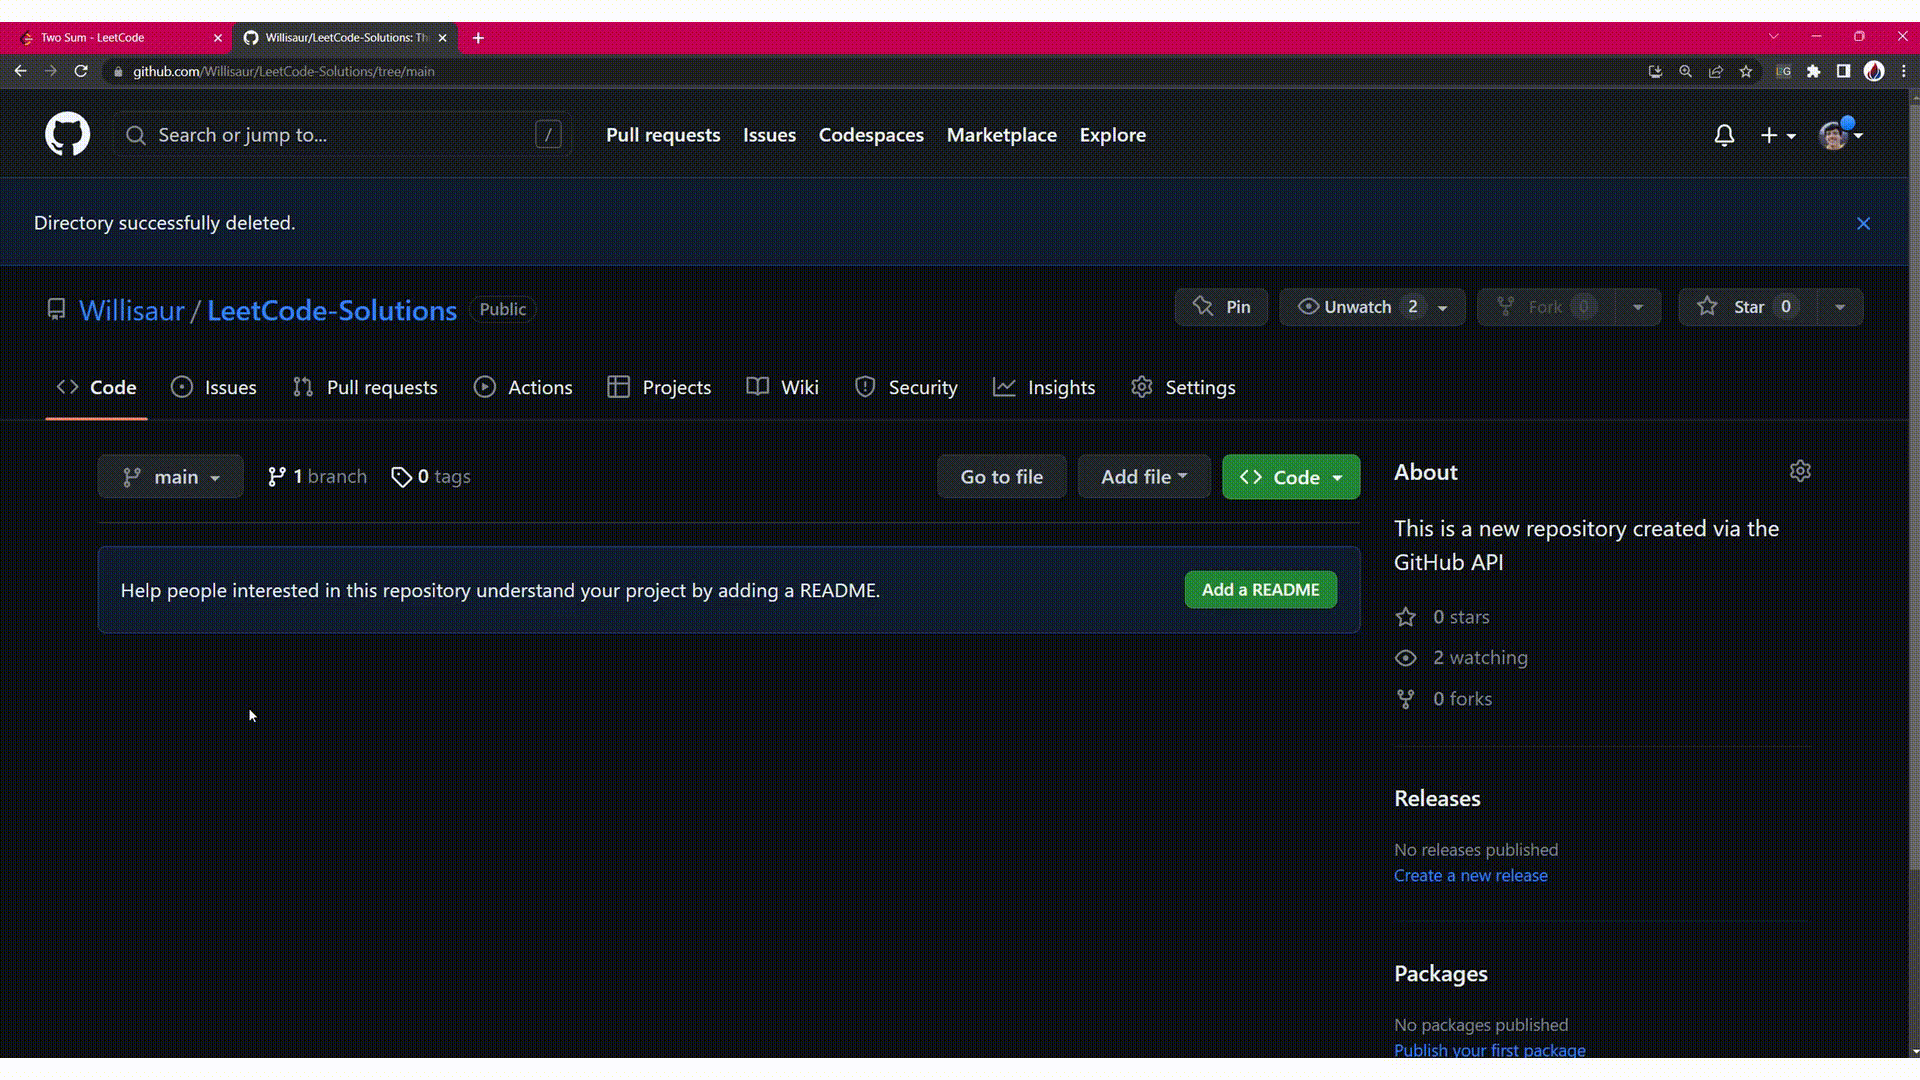 Two Sum - LeetCode
Willisaur/LeetCode-Solutions: Th
github.com/Willisaur/LeetCode-Solutions/tree/main
Search or jump to...
/
Pull requests
Issues
Codespaces
Marketplace
Explore
Directory successfully deleted.
Willisaur / LeetCode-Solutions
Public
Pin
Unwatch 2
Fork 0
Star 0
Code
Issues
Pull requests
Actions
Projects
Wiki
Security
Insights
Settings
main
1 branch
0 tags
Go to file
Add file
Code
Help people interested in this repository understand your project by adding a README.
Add a README
About
This is a new repository created via the
GitHub API
0 stars
2 watching
0 forks
Releases
No releases published
Create a new release
Packages
No packages published
Publish your first package